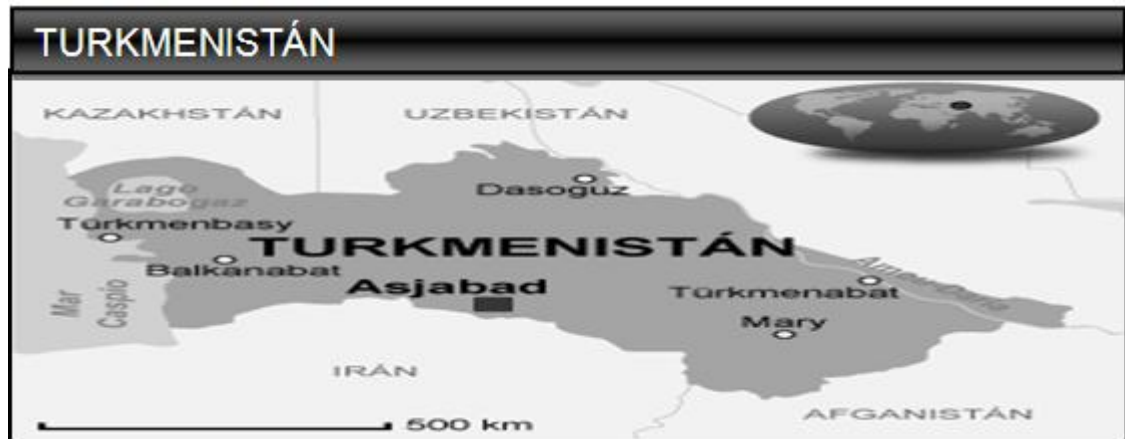 TURKMENISTÁN
KAZAKHSTÁN
UZBEKISTÁN
Lago
Garabogaz
Dasoguz
Türkmenbasy
TURKMENISTÁN
Balkanabat
Asjabad
Mar
Caspio
Amou-Daria
Türkmenabat
Mary
IRÁN
500 km
AFGANISTÁN